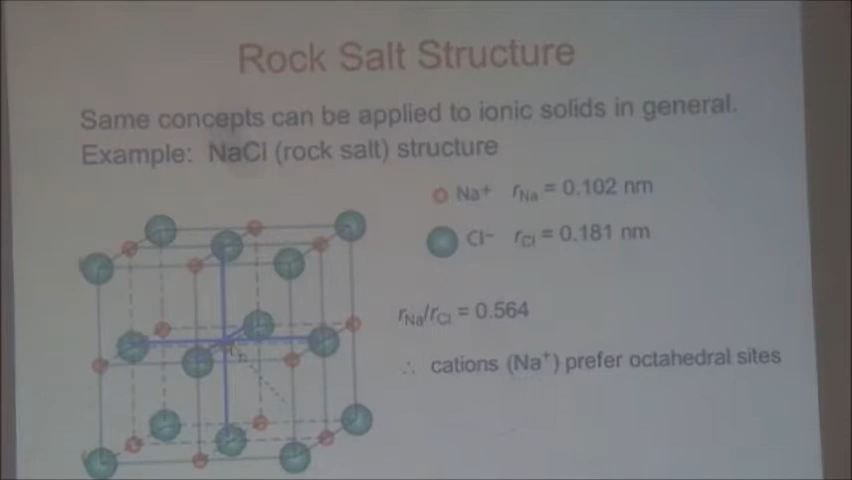 Rock Salt Structure
Same concepts can be applied to ionic solids in general.
Example: NaCl (rock salt) structure
Na⁺ rNa = 0.102 nm
Cl⁻ rCl = 0.181 nm
rNa/rCl = 0.564
∴ cations (Na⁺) prefer octahedral sites